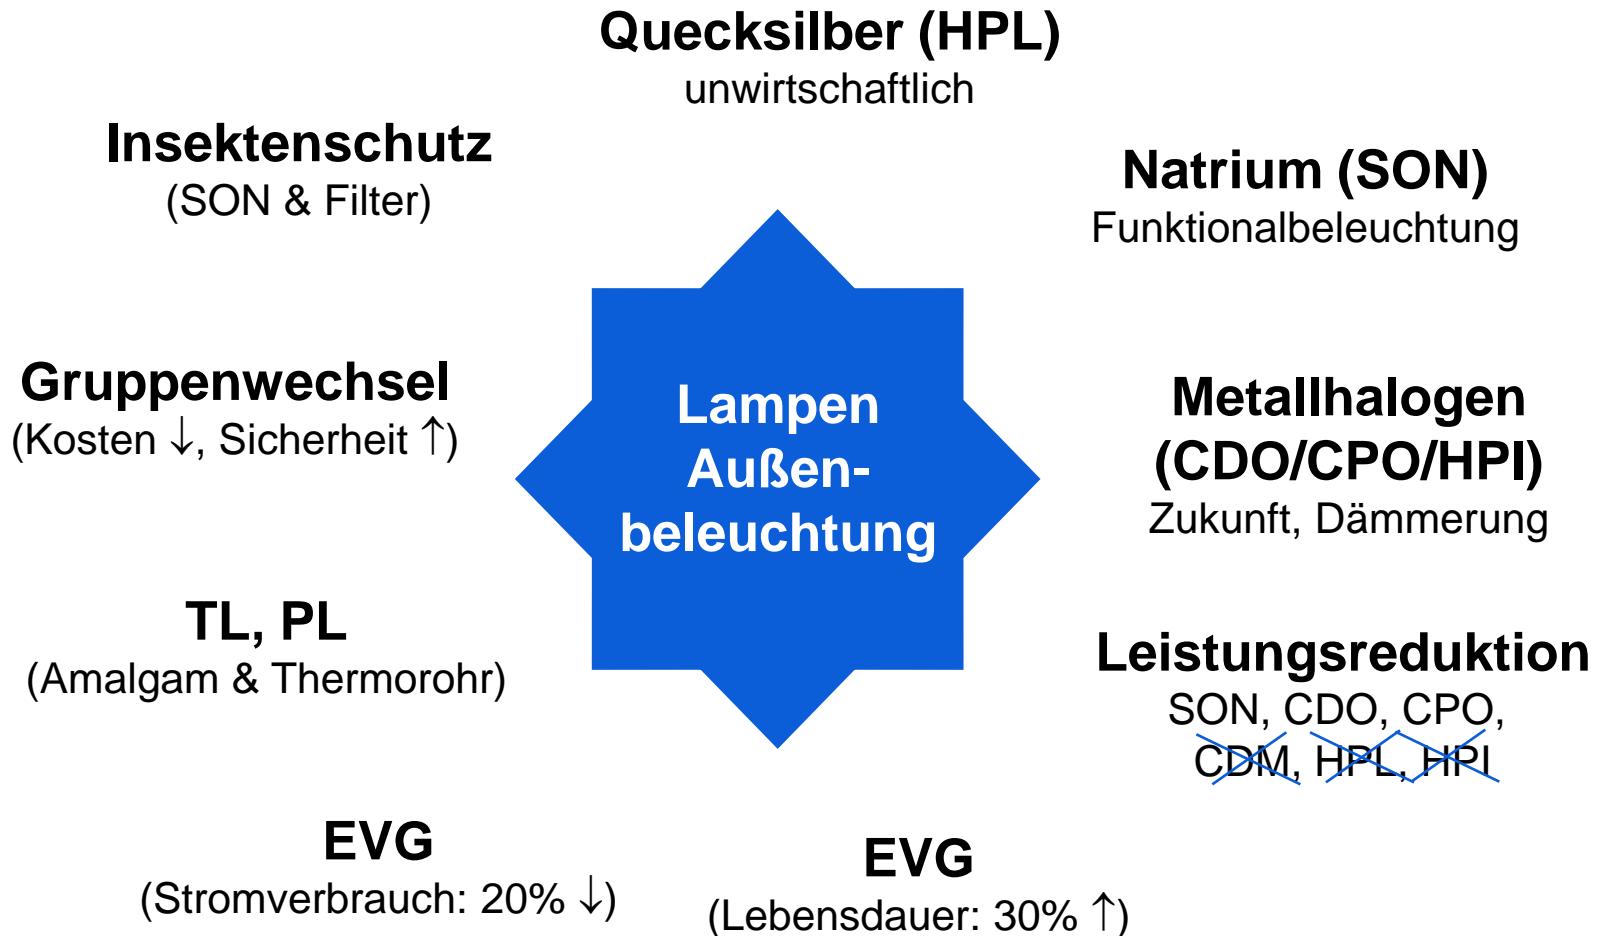 Quecksilber (HPL)
unwirtschaftlich
Insektenschutz
(SON & Filter)
Natrium (SON)
Funktionalbeleuchtung
Gruppenwechsel
(Kosten ↓, Sicherheit ↑)
Lampen
Außen-
beleuchtung
Metallhalogen
(CDO/CPO/HPI)
Zukunft, Dämmerung
TL, PL
(Amalgam & Thermorohr)
Leistungsreduktion
SON, CDO, CPO,
CDM, HPL, HPI
EVG
(Stromverbrauch: 20% ↓)
EVG
(Lebensdauer: 30% ↑)